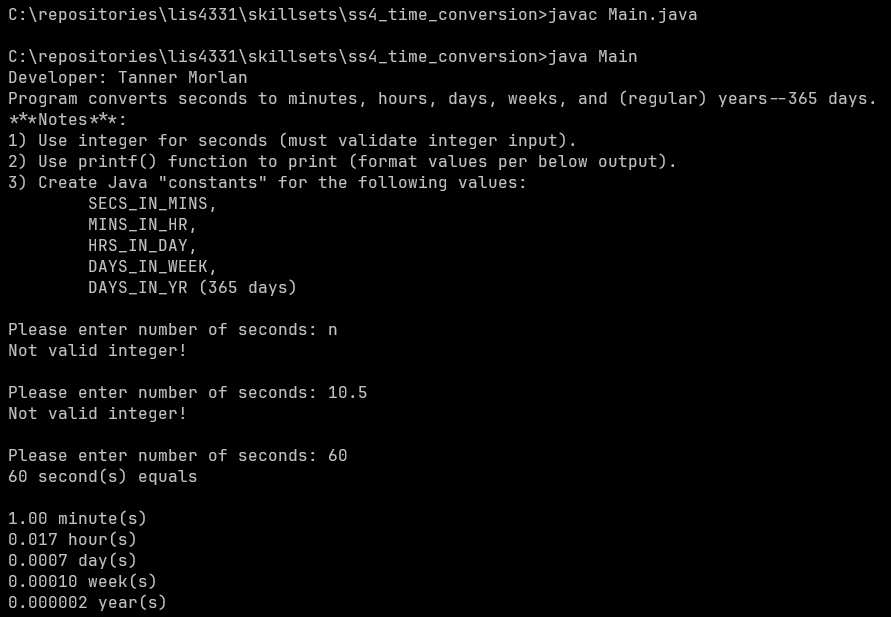 C:\repositories\lis4331\skillsets\ss4_time_conversion>javac Main.java
C:\repositories\lis4331\skillsets\ss4_time_conversion>java Main
Developer: Tanner Morlan
Program converts seconds to minutes, hours, days, weeks, and (regular) years--365 days.
***Notes***:
1) Use integer for seconds (must validate integer input).
2) Use printf() function to print (format values per below output).
3) Create Java "constants" for the following values:
SECS_IN_MINS,
MINS_IN_HR,
HRS_IN_DAY,
DAYS_IN_WEEK,
DAYS_IN_YR (365 days)
Please enter number of seconds: n
Not valid integer!
Please enter number of seconds: 10.5
Not valid integer!
Please enter number of seconds: 60
60 second(s) equals
1.00 minute(s)
0.017 hour(s)
0.0007 day(s)
0.00010 week(s)
0.000002 year(s)